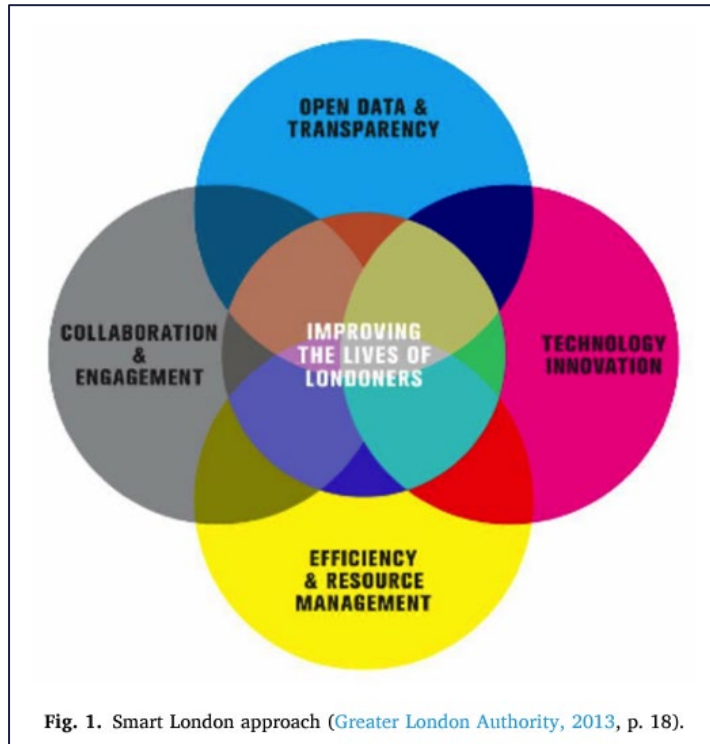 OPEN DATA &
TRANSPARENCY
COLLABORATION
&
ENGAGEMENT
IMPROVING
THE LIVES OF
LONDONERS
TECHNOLOGY
INNOVATION
EFFICIENCY
& RESOURCE
MANAGEMENT
Fig. 1. Smart London approach (Greater London Authority, 2013, p. 18).